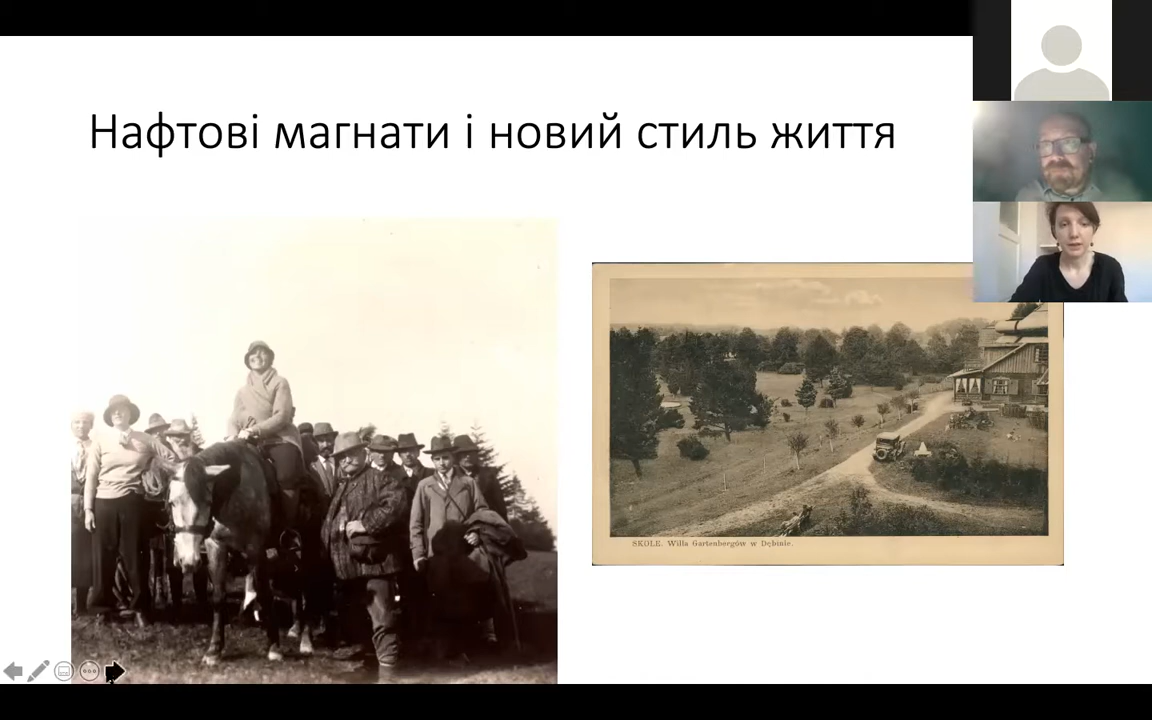 Нафтові магнати і новий стиль життя
SKOLE. Willa Gartenbergów w Dębinie.